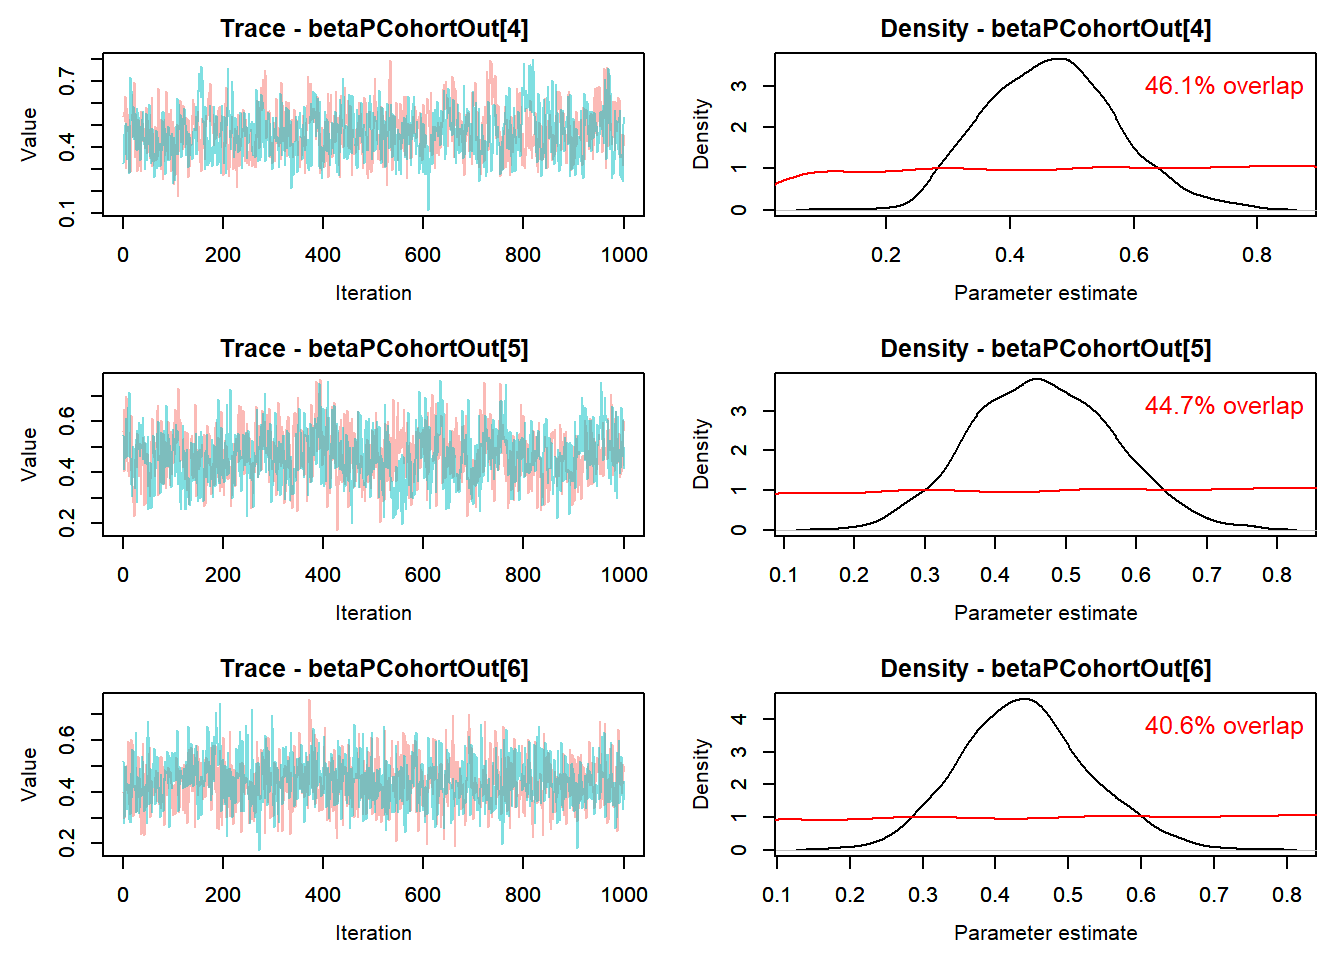 Trace - betaPCohortOut[4]
Value
0.1 0.4 0.7
0 200 400 600 800 1000
Iteration
Density - betaPCohortOut[4]
46.1% overlap
Density
0 1 2 3
0.2 0.4 0.6 0.8
Parameter estimate
Trace - betaPCohortOut[5]
Value
0.2 0.4 0.6
0 200 400 600 800 1000
Iteration
Density - betaPCohortOut[5]
44.7% overlap
Density
0 1 2 3
0.1 0.2 0.3 0.4 0.5 0.6 0.7 0.8
Parameter estimate
Trace - betaPCohortOut[6]
Value
0.2 0.4 0.6
0 200 400 600 800 1000
Iteration
Density - betaPCohortOut[6]
40.6% overlap
Density
0 1 2 3 4
0.1 0.2 0.3 0.4 0.5 0.6 0.7 0.8
Parameter estimate